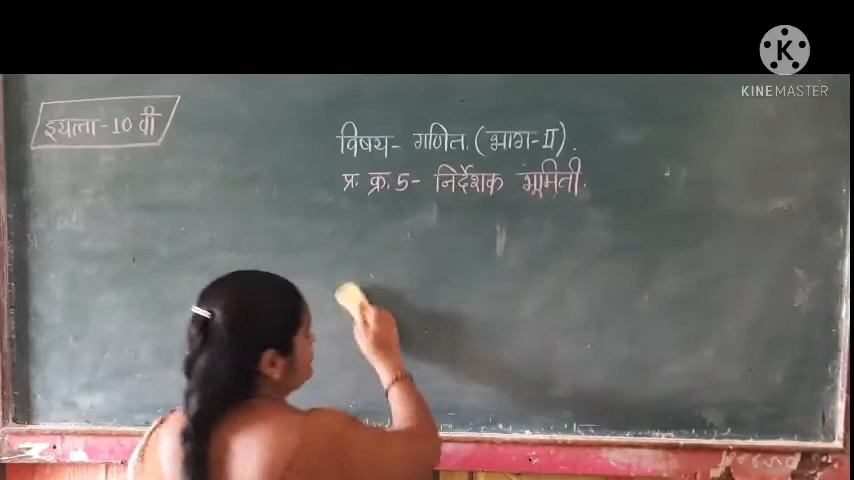 KINEMASTER
इयत्ता-10 वी
विषय- गणित. (भाग-II).
प्र. क्र. 5- निर्देशक भूमिती.